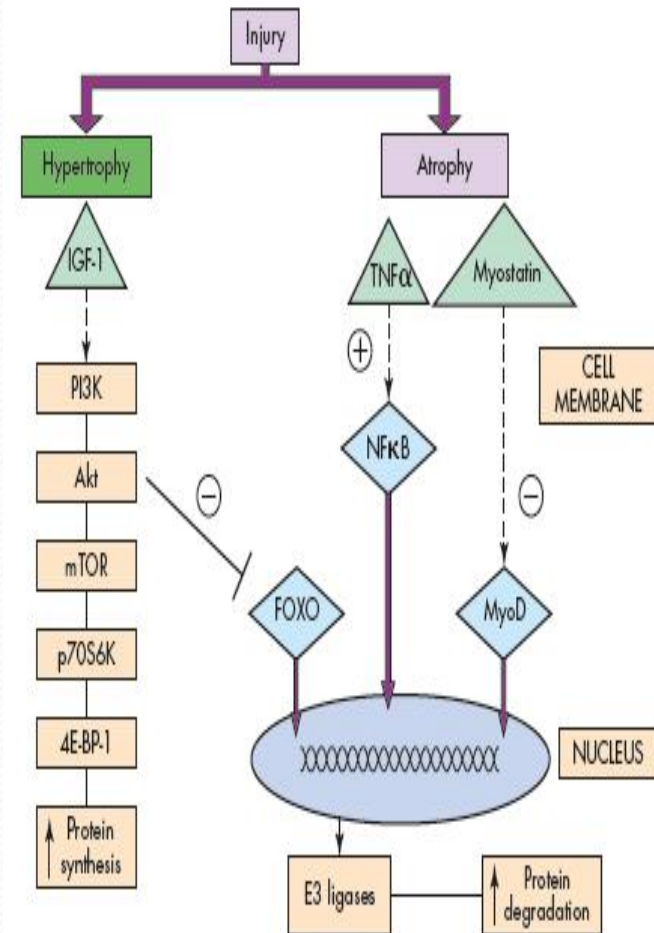 Injury
Hypertrophy
Atrophy
IGF-1
TNFα
Myostatin
PI3K
+
CELL
MEMBRANE
NFκB
Akt
−
−
mTOR
FOXO
MyoD
p70S6K
4E-BP-1
NUCLEUS
↑ Protein
synthesis
E3 ligases
↑ Protein
degradation